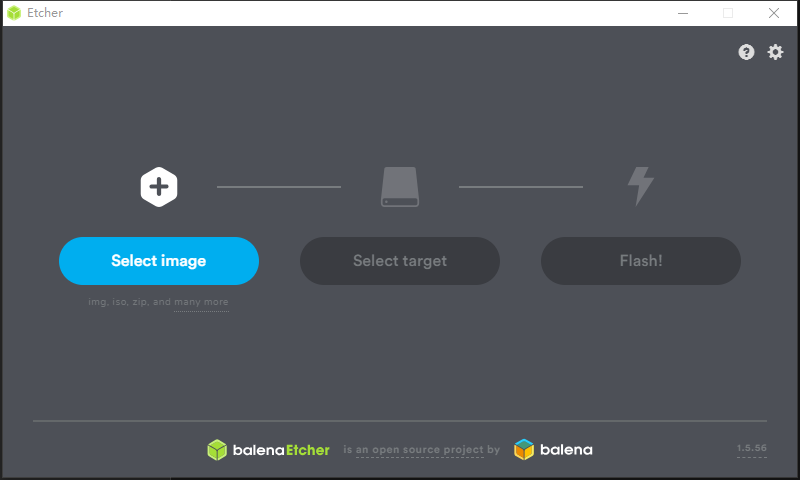 Etcher
Select image
Select target
Flash!
img, iso, zip, and many more
balenaEtcher is an open source project by balena
1.5.56